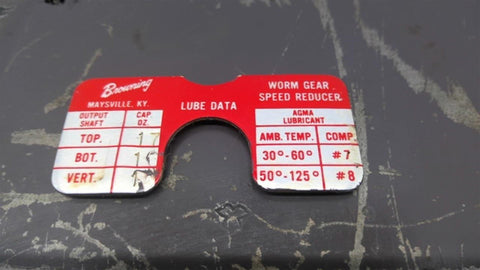 Browning
MAYSVILLE, KY.
OUTPUT SHAFT
CAP. OZ.
TOP. 17
BOT.
VERT.
LUBE DATA
WORM GEAR
SPEED REDUCER
AGMA
LUBRICANT
AMB. TEMP. COMP.
30°-60° #7
50°-125° #8